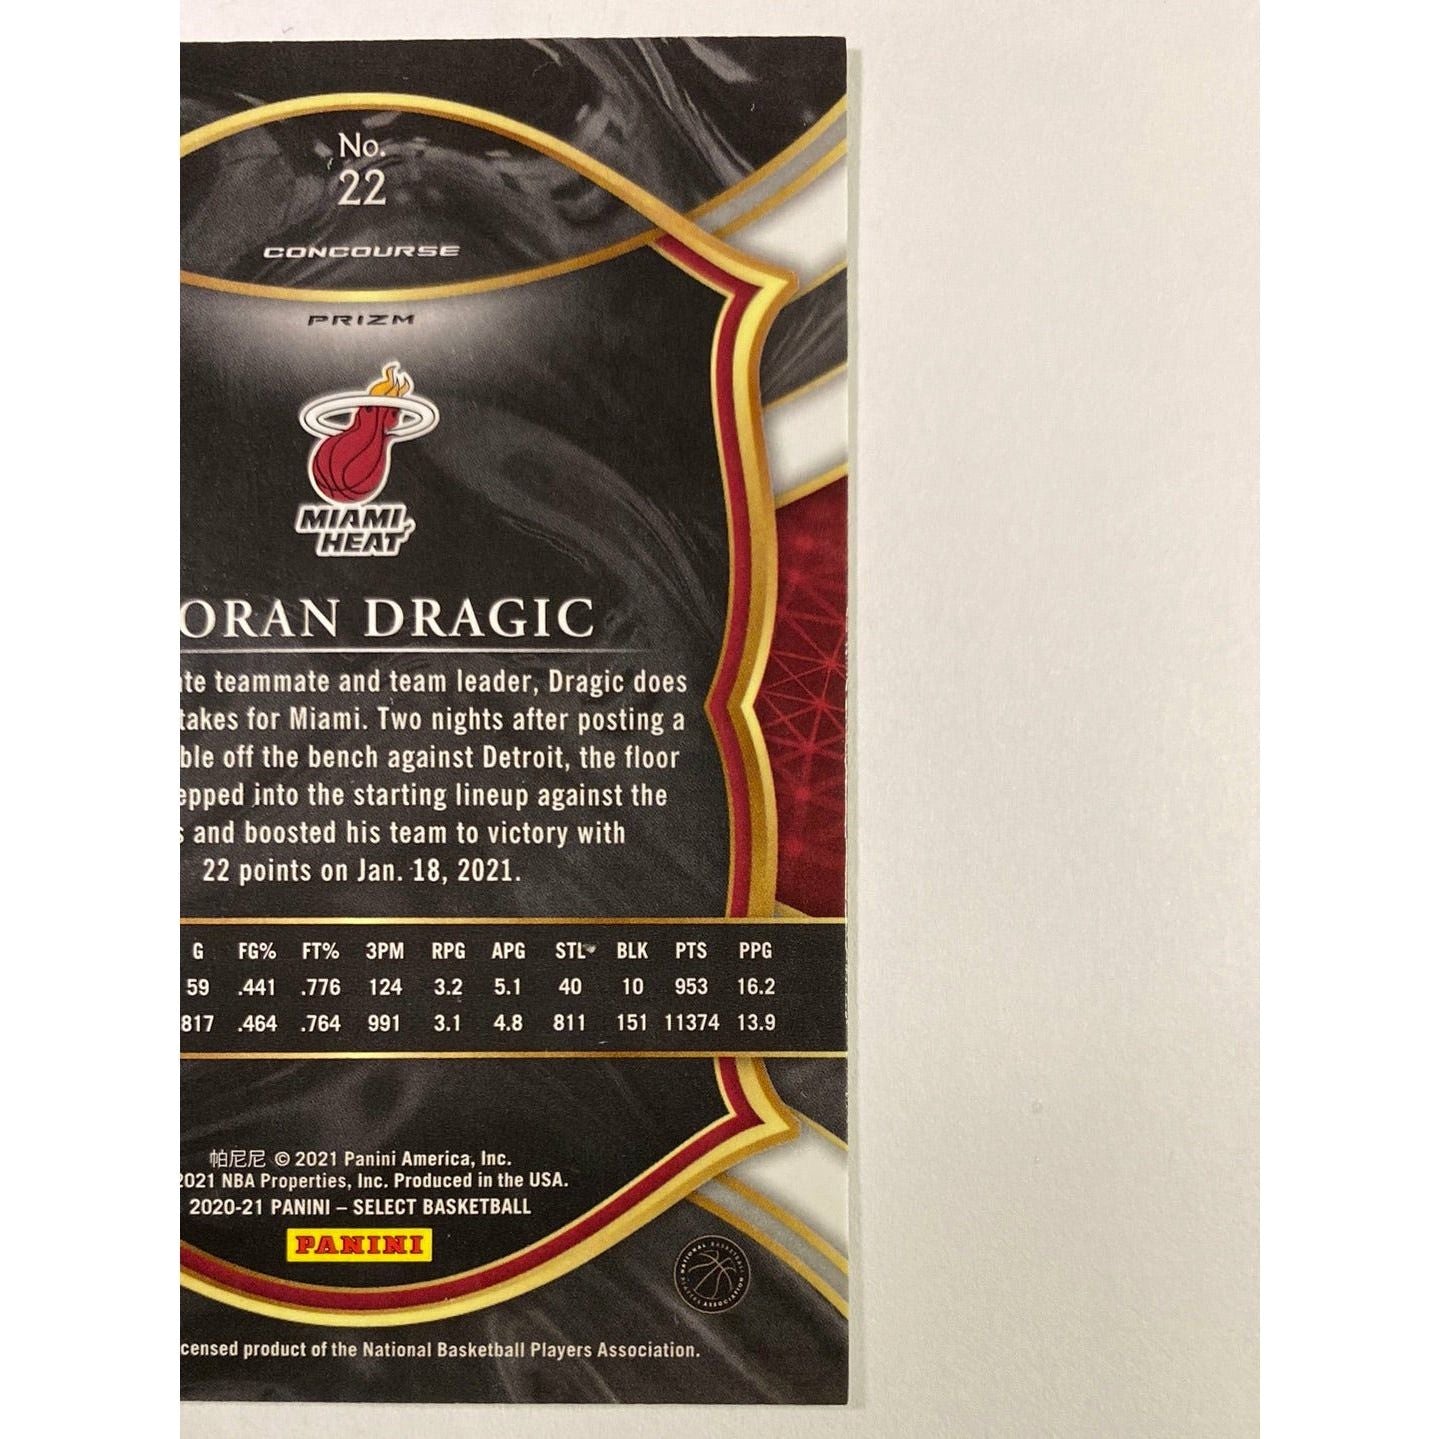 No.
22
CONCOURSE
PRIZM
MIAMI
HEAT
ORAN DRAGIC
te teammate and team leader, Dragic does
takes for Miami. Two nights after posting a
ble off the bench against Detroit, the floor
epped into the starting lineup against the
s and boosted his team to victory with
22 points on Jan. 18, 2021.
G FG% FT% 3PM RPG APG STL BLK PTS PPG
59 .441 .776 124 3.2 5.1 40 10 953 16.2
817 .464 .764 991 3.1 4.8 811 151 11374 13.9
帕尼尼 © 2021 Panini America, Inc.
2021 NBA Properties, Inc. Produced in the USA.
2020-21 PANINI – SELECT BASKETBALL
PANINI
NATIONAL BASKETBALL PLAYERS ASSOCIATION
censed product of the National Basketball Players Association.